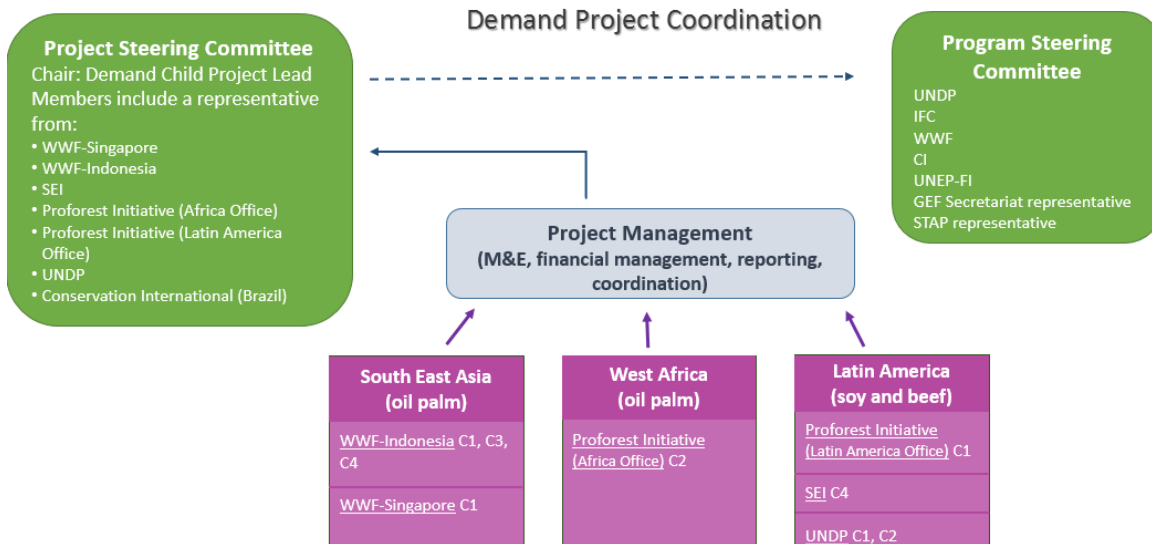 Demand Project Coordination
Project Steering Committee
Chair: Demand Child Project Lead
Members include a representative
from:
• WWF-Singapore
• WWF-Indonesia
• SEI
• Proforest Initiative (Africa Office)
• Proforest Initiative (Latin America
Office)
• UNDP
• Conservation International (Brazil)
Program Steering
Committee
UNDP
IFC
WWF
CI
UNEP-FI
GEF Secretariat representative
STAP representative
Project Management
(M&E, financial management, reporting,
coordination)
South East Asia
(oil palm)
WWF-Indonesia C1, C3,
C4
WWF-Singapore C1
West Africa
(oil palm)
Proforest Initiative
(Africa Office) C2
Latin America
(soy and beef)
Proforest Initiative
(Latin America Office) C1
SEI C4
UNDP C1, C2